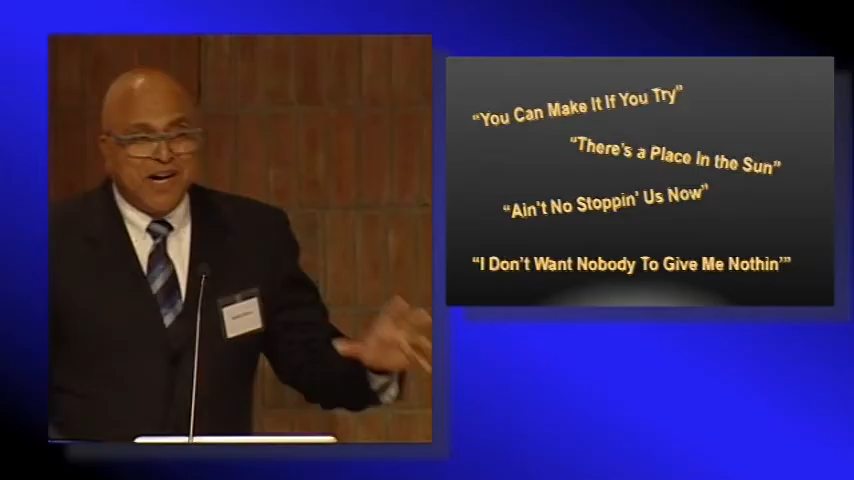 “You Can Make It If You Try”
“There’s a Place In the Sun”
“Ain’t No Stoppin’ Us Now”
“I Don’t Want Nobody To Give Me Nothin’”